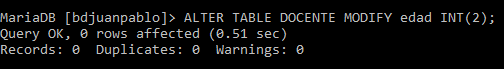 MariaDB [bdjuanpablo]> ALTER TABLE DOCENTE MODIFY edad INT(2);
Query OK, 0 rows affected (0.51 sec)
Records: 0  Duplicates: 0  Warnings: 0